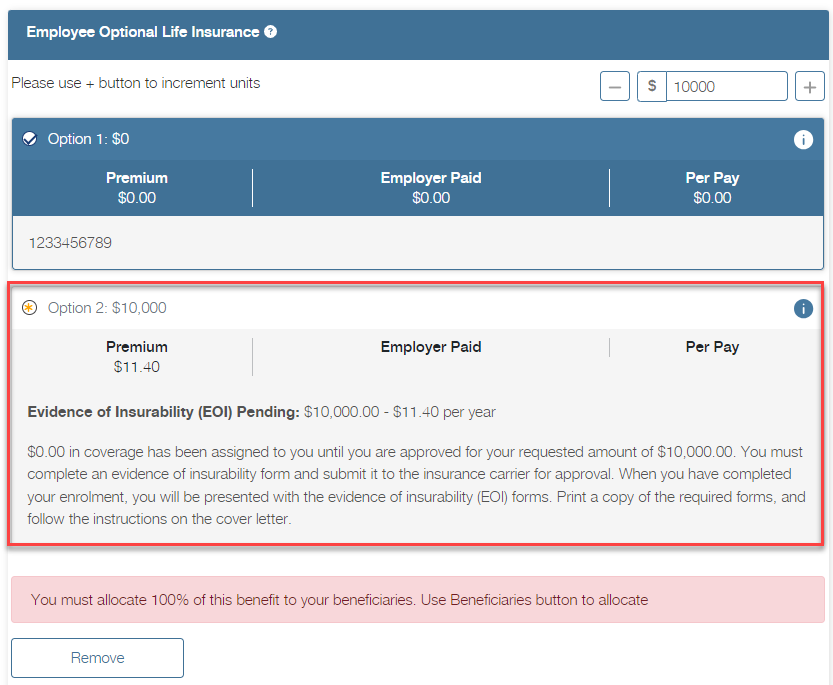 Employee Optional Life Insurance ?
Please use + button to increment units
− $ 10000 +
Option 1: $0 i
Premium Employer Paid Per Pay
$0.00 $0.00 $0.00
1233456789
Option 2: $10,000 i
Premium Employer Paid Per Pay
$11.40
Evidence of Insurability (EOI) Pending: $10,000.00 - $11.40 per year
$0.00 in coverage has been assigned to you until you are approved for your requested amount of $10,000.00. You must
complete an evidence of insurability form and submit it to the insurance carrier for approval. When you have completed
your enrolment, you will be presented with the evidence of insurability (EOI) forms. Print a copy of the required forms, and
follow the instructions on the cover letter.
You must allocate 100% of this benefit to your beneficiaries. Use Beneficiaries button to allocate
Remove